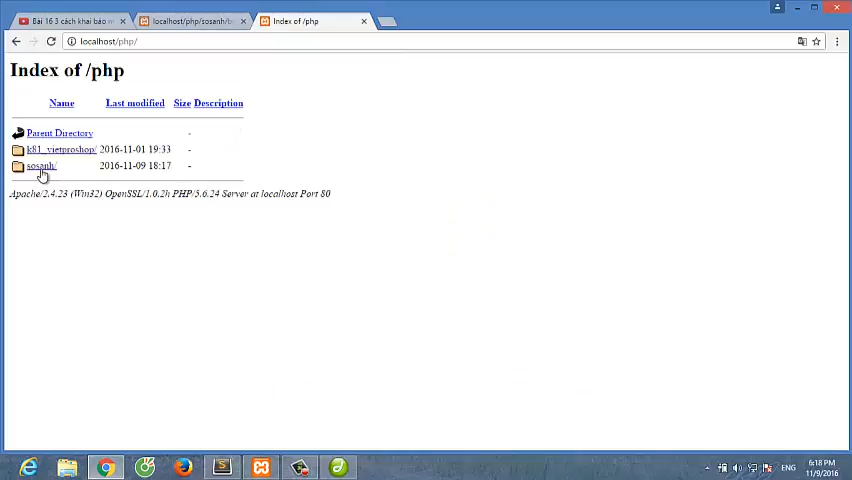 Bài 16 3 cách khai báo m
localhost/php/sosanh/b
Index of /php
localhost/php/
Index of /php
Name Last modified Size Description
Parent Directory -
k81_vietproshop/ 2016-11-01 19:33 -
sosanh/ 2016-11-09 18:17 -
Apache/2.4.23 (Win32) OpenSSL/1.0.2h PHP/5.6.24 Server at localhost Port 80
ENG
6:18 PM
11/9/2016